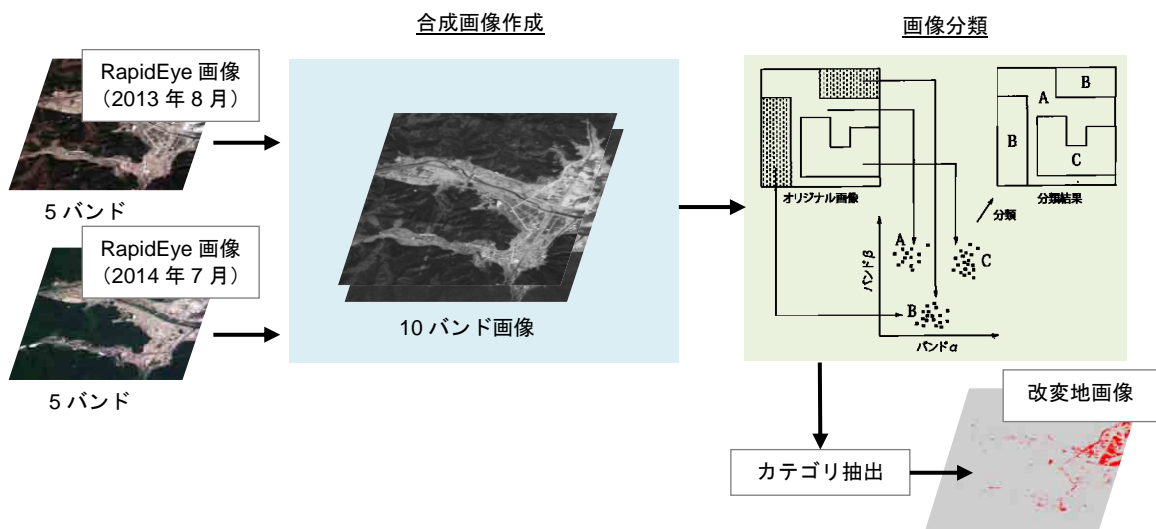 合成画像作成
画像分類
RapidEye 画像
（2013 年 8 月）
5 バンド
RapidEye 画像
（2014 年 7 月）
5 バンド
10 バンド画像
A
B
B
C
オリジナル画像
分類結果
分類
バンドβ
A
C
B
バンドα
カテゴリ抽出
改変地画像